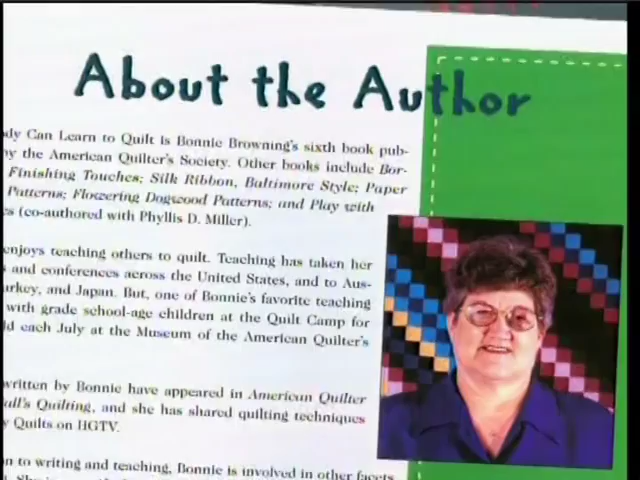 About the Author
dy Can Learn to Quilt is Bonnie Browning's sixth book pub-
by the American Quilter's Society. Other books include Bor-
Finishing Touches; Silk Ribbon, Baltimore Style; Paper
Patterns; Flowering Dogwood Patterns; and Play with
(co-authored with Phyllis D. Miller).
enjoys teaching others to quilt. Teaching has taken her
s and conferences across the United States, and to Aus-
urkey, and Japan. But, one of Bonnie's favorite teaching
with grade school-age children at the Quilt Camp for
ld each July at the Museum of the American Quilter's
written by Bonnie have appeared in American Quilter
all's Quilting, and she has shared quilting techniques
y Quilts on HGTV.
n to writing and teaching, Bonnie is involved in other facets